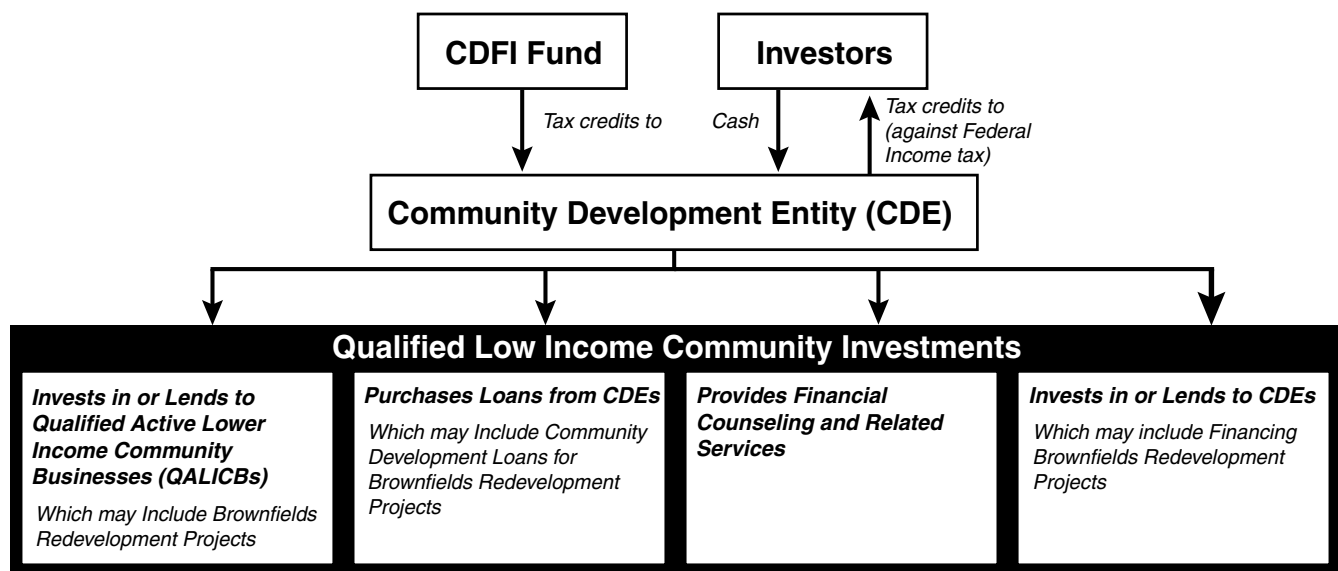 CDFI Fund
Investors
Tax credits to
Cash
Tax credits to
(against Federal
Income tax)
Community Development Entity (CDE)
Qualified Low Income Community Investments
Invests in or Lends to
Qualified Active Lower
Income Community
Businesses (QALICBs)
Which may Include Brownfields
Redevelopment Projects
Purchases Loans from CDEs
Which may Include Community
Development Loans for
Brownfields Redevelopment
Projects
Provides Financial
Counseling and Related
Services
Invests in or Lends to CDEs
Which may include Financing
Brownfields Redevelopment
Projects